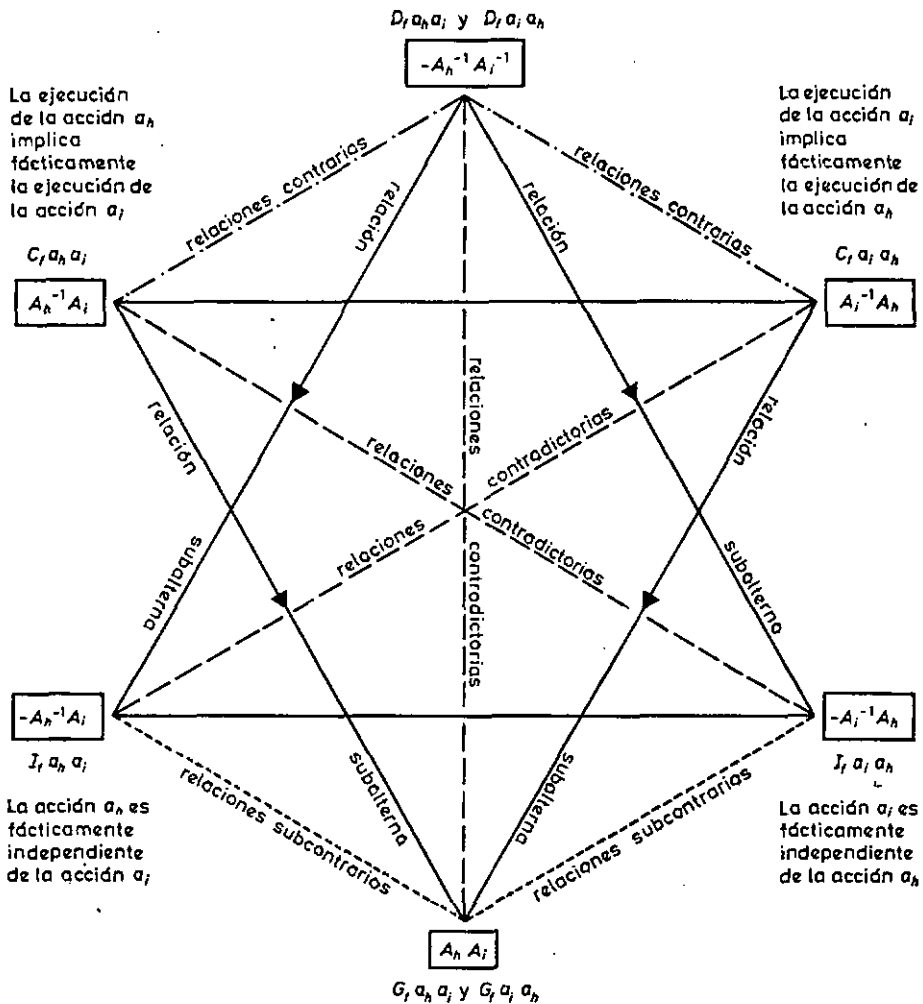 D_f a_h a_i y D_f a_i a_h
-A_h⁻¹ A_i⁻¹
La ejecución
de la acción a_h
implica
fácticamente
la ejecución de
la acción a_i
La ejecución
de la acción a_i
implica
fácticamente
la ejecución de
la acción a_h
relaciones contrarias
relación
relación
relaciones contrarias
C_f a_h a_i
A_h⁻¹ A_i
C_f a_i a_h
A_i⁻¹ A_h
relaciones
contradictorias
relación
relaciones
contradictorias
relación
relaciones
contradictorias
subalterna
subalterna
-A_h⁻¹ A_i
I_f a_h a_i
-A_i⁻¹ A_h
I_f a_i a_h
La acción a_h es
fácticamente
independiente
de la acción a_i
relaciones subcontrarias
subalterna
subalterna
relaciones subcontrarias
La acción a_i es
fácticamente
independiente
de la acción a_h
A_h A_i
G_f a_h a_i y G_f a_i a_h